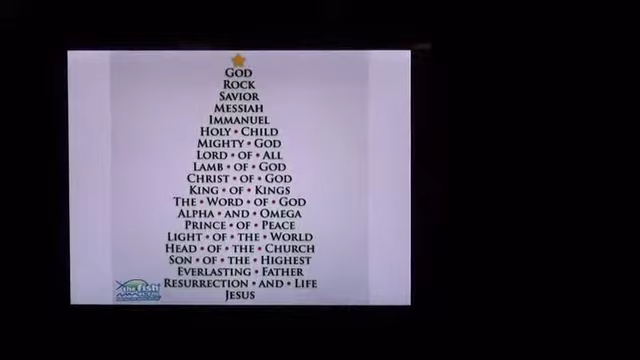 GOD
ROCK
SAVIOR
MESSIAH
IMMANUEL
HOLY • CHILD
MIGHTY • GOD
LORD • OF • ALL
LAMB • OF • GOD
CHRIST • OF • GOD
KING • OF • KINGS
THE • WORD • OF • GOD
ALPHA • AND • OMEGA
PRINCE • OF • PEACE
LIGHT • OF • THE • WORLD
HEAD • OF • THE • CHURCH
SON • OF • THE • HIGHEST
EVERLASTING • FATHER
RESURRECTION • AND • LIFE
JESUS
the fish